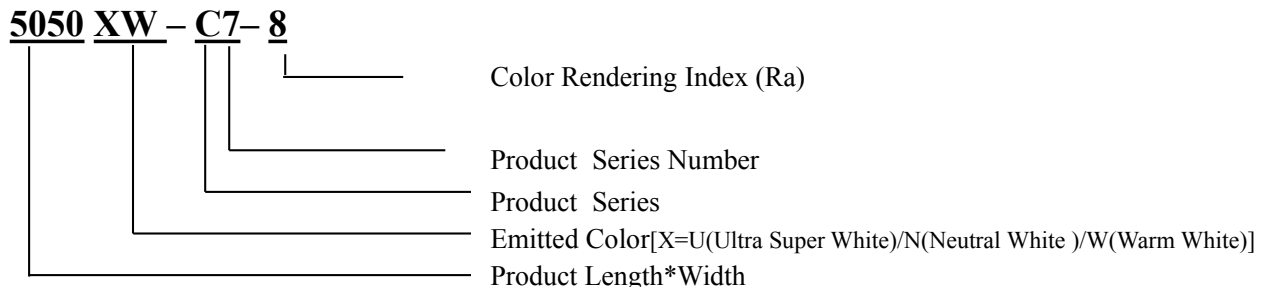 5050 XW – C7– 8
Color Rendering Index (Ra)
Product Series Number
Product Series
Emitted Color[X=U(Ultra Super White)/N(Neutral White )/W(Warm White)]
Product Length*Width